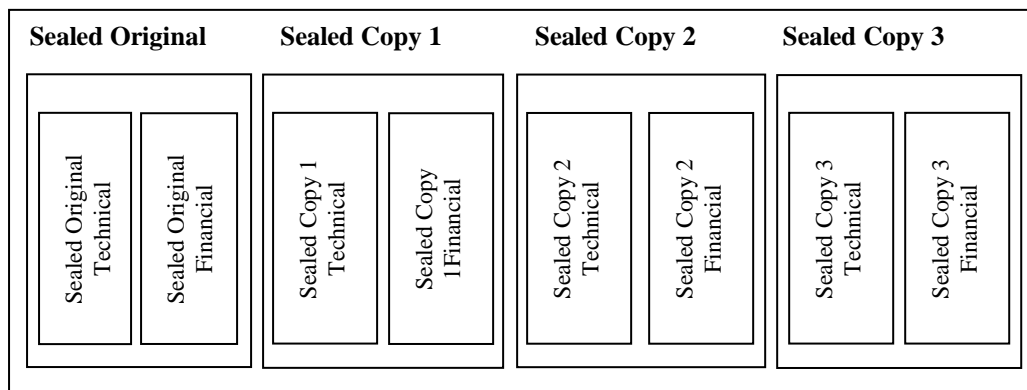 Sealed Original
Sealed Copy 1
Sealed Copy 2
Sealed Copy 3
Sealed Original
Technical
Sealed Original
Financial
Sealed Copy 1
Technical
Sealed Copy
1Financial
Sealed Copy 2
Technical
Sealed Copy 2
Financial
Sealed Copy 3
Technical
Sealed Copy 3
Financial